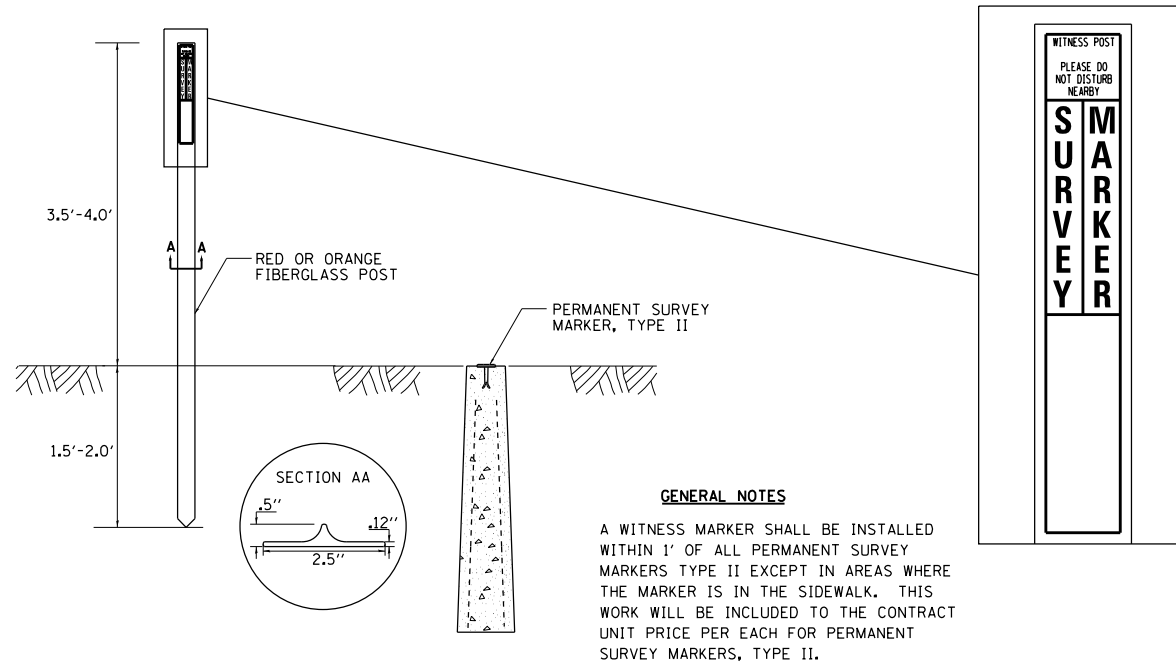 3.5'-4.0'
A A
RED OR ORANGE
FIBERGLASS POST
1.5'-2.0'
SECTION AA
.5"
.12"
2.5"
PERMANENT SURVEY
MARKER, TYPE II
WITNESS POST
PLEASE DO
NOT DISTURB
NEARBY
SURVEY
MARKER
GENERAL NOTES
A WITNESS MARKER SHALL BE INSTALLED
WITHIN 1' OF ALL PERMANENT SURVEY
MARKERS TYPE II EXCEPT IN AREAS WHERE
THE MARKER IS IN THE SIDEWALK. THIS
WORK WILL BE INCLUDED TO THE CONTRACT
UNIT PRICE PER EACH FOR PERMANENT
SURVEY MARKERS, TYPE II.